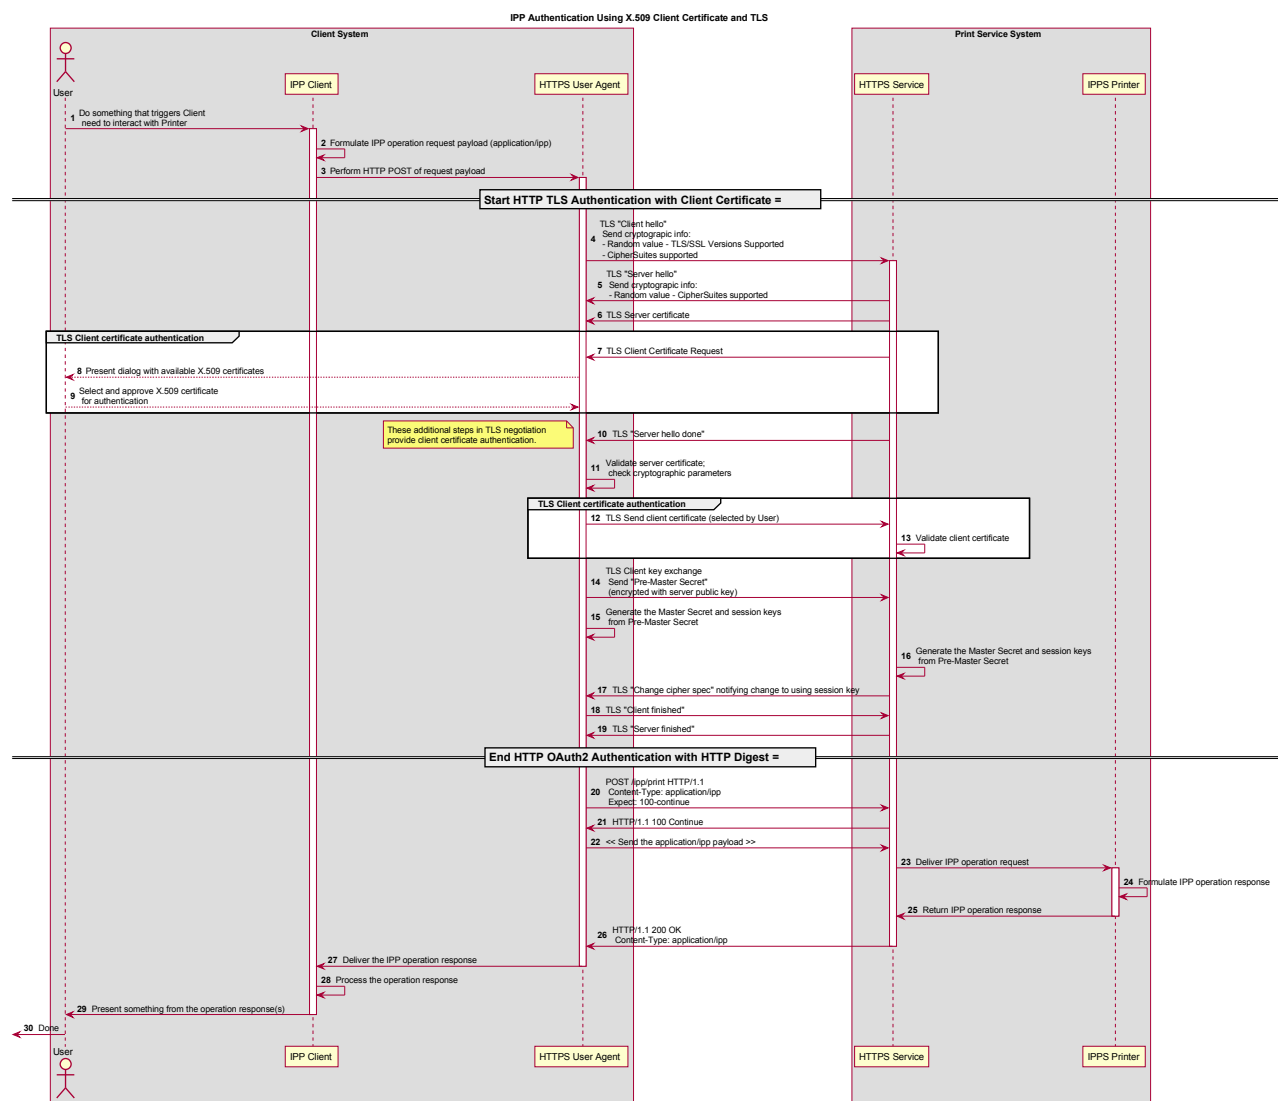 IPP Authentication Using X.509 Client Certificate and TLS
Client System
Print Service System
User
IPP Client
HTTPS User Agent
HTTPS Service
IPPS Printer
1 Do something that triggers Client
need to interact with Printer
2 Formulate IPP operation request payload (application/ipp)
3 Perform HTTP POST of request payload
Start HTTP TLS Authentication with Client Certificate =
TLS "Client hello"
4 Send cryptograpic info:
- Random value - TLS/SSL Versions Supported
- CipherSuites supported
TLS "Server hello"
5 Send cryptograpic info:
- Random value - CipherSuites supported
6 TLS Server certificate
TLS Client certificate authentication
7 TLS Client Certificate Request
8 Present dialog with available X.509 certificates
9 Select and approve X.509 certificate
for authentication
These additional steps in TLS negotiation
provide client certificate authentication.
10 TLS "Server hello done"
11 Validate server certificate;
check cryptographic parameters
TLS Client certificate authentication
12 TLS Send client certificate (selected by User)
13 Validate client certificate
TLS Client key exchange
14 Send "Pre-Master Secret"
(encrypted with server public key)
15 Generate the Master Secret and session keys
from Pre-Master Secret
16 Generate the Master Secret and session keys
from Pre-Master Secret
17 TLS "Change cipher spec" notifying change to using session key
18 TLS "Client finished"
19 TLS "Server finished"
End HTTP OAuth2 Authentication with HTTP Digest =
POST /ipp/print HTTP/1.1
20 Content-Type: application/ipp
Expect: 100-continue
21 HTTP/1.1 100 Continue
22 << Send the application/ipp payload >>
23 Deliver IPP operation request
24 Formulate IPP operation response
25 Return IPP operation response
26 HTTP/1.1 200 OK
Content-Type: application/ipp
27 Deliver the IPP operation response
28 Process the operation response
29 Present something from the operation response(s)
30 Done
User
IPP Client
HTTPS User Agent
HTTPS Service
IPPS Printer